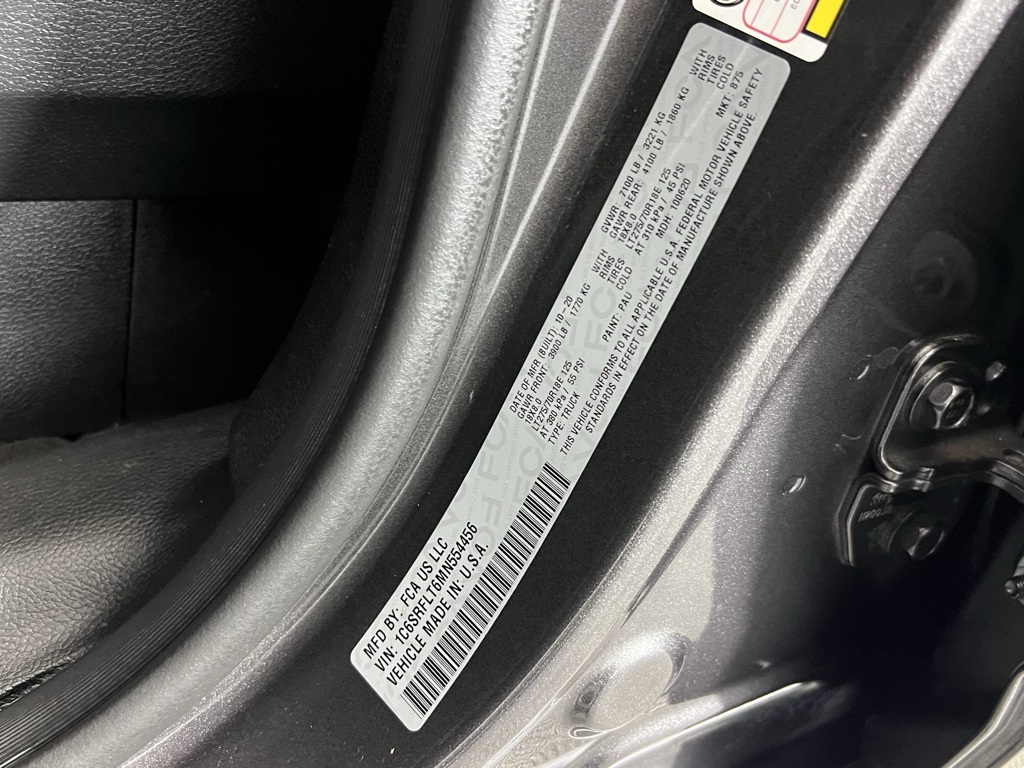 MFD BY: FCA US LLC
VIN: 1C6SRFLT6MN554456
VEHICLE MADE IN: U.S.A.
DATE OF MFR (BUILT): 10-20
GAWR FRONT: 3900 LB / 1770 KG WITH
18X8.0 RIMS
LT275/70R18E 125 TIRES
AT 380 kPa / 55 PSI COLD
TYPE: TRUCK PAINT: PAU
GVWR: 7100 LB / 3221 KG
GAWR REAR: 4100 LB / 1860 KG WITH
18X8.0 RIMS
LT275/70R18E 125 TIRES
AT 310 kPa / 45 PSI COLD
MDH: 100620 MKT: 875
THIS VEHICLE CONFORMS TO ALL APPLICABLE U.S.A. FEDERAL MOTOR VEHICLE SAFETY
STANDARDS IN EFFECT ON THE DATE OF MANUFACTURE SHOWN ABOVE.